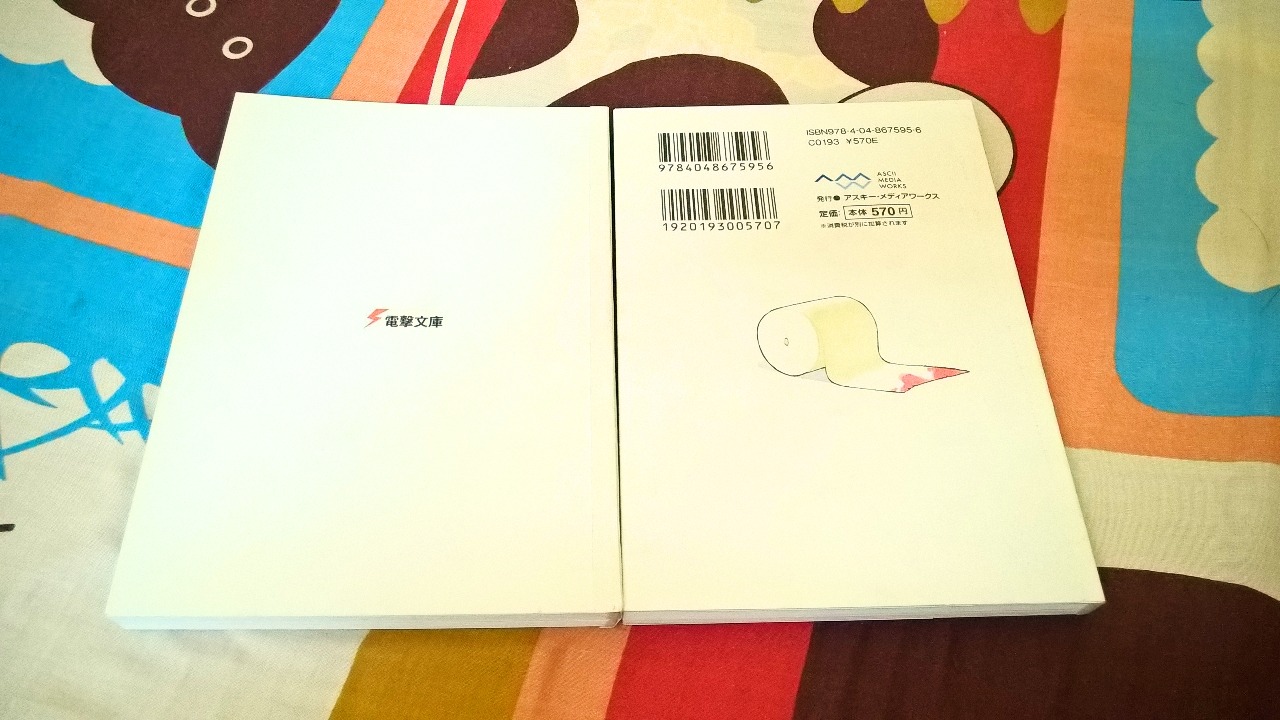 電撃文庫
9784048675956
1920193005707
ISBN978-4-04-867595-6
C0193 ¥570E
ASCII
MEDIA
WORKS
発行● アスキー・メディアワークス
定価: 本体 570 円
※消費税が別に加算されます